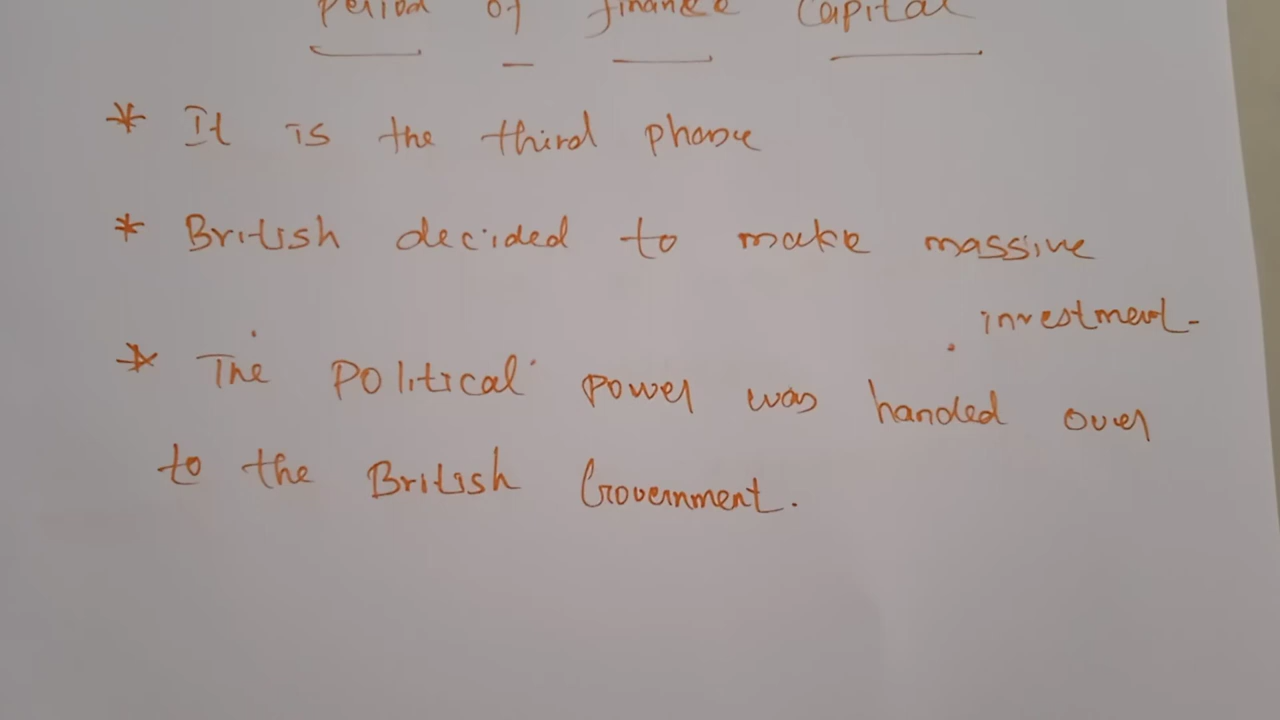 Period of finance Capital
* It is the third phase
* British decided to make massive
investment.
* The Political power was handed over
to the British Government.